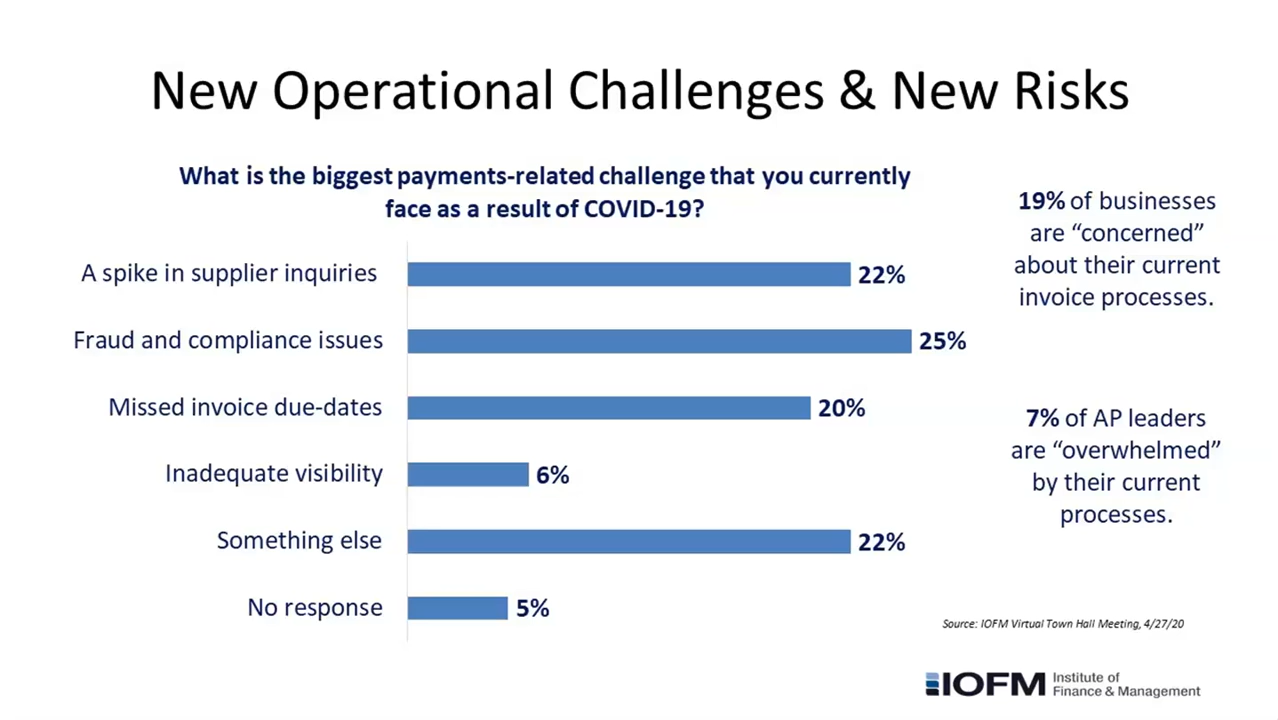 New Operational Challenges & New Risks
What is the biggest payments-related challenge that you currently
face as a result of COVID-19?
A spike in supplier inquiries 22%
Fraud and compliance issues 25%
Missed invoice due-dates 20%
Inadequate visibility 6%
Something else 22%
No response 5%
19% of businesses
are “concerned”
about their current
invoice processes.
7% of AP leaders
are “overwhelmed”
by their current
processes.
Source: IOFM Virtual Town Hall Meeting, 4/27/20
IOFM
Institute of
Finance & Management